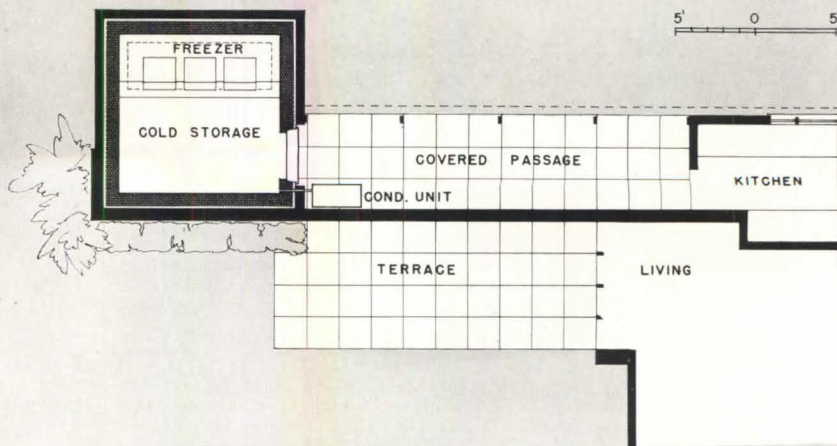 5' 0 5
FREEZER
COLD STORAGE
COVERED PASSAGE
KITCHEN
COND. UNIT
TERRACE
LIVING